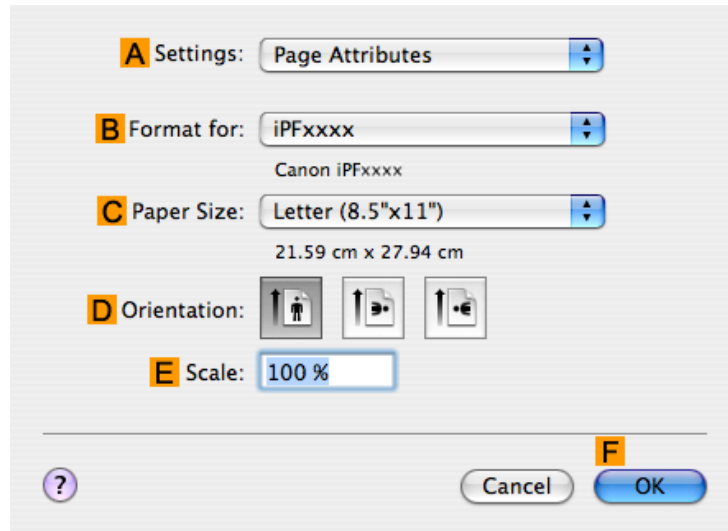 A Settings: Page Attributes
B Format for: iPFxxxx
Canon iPFxxxx
C Paper Size: Letter (8.5"x11")
21.59 cm x 27.94 cm
D Orientation:
E Scale: 100 %
F
? Cancel OK